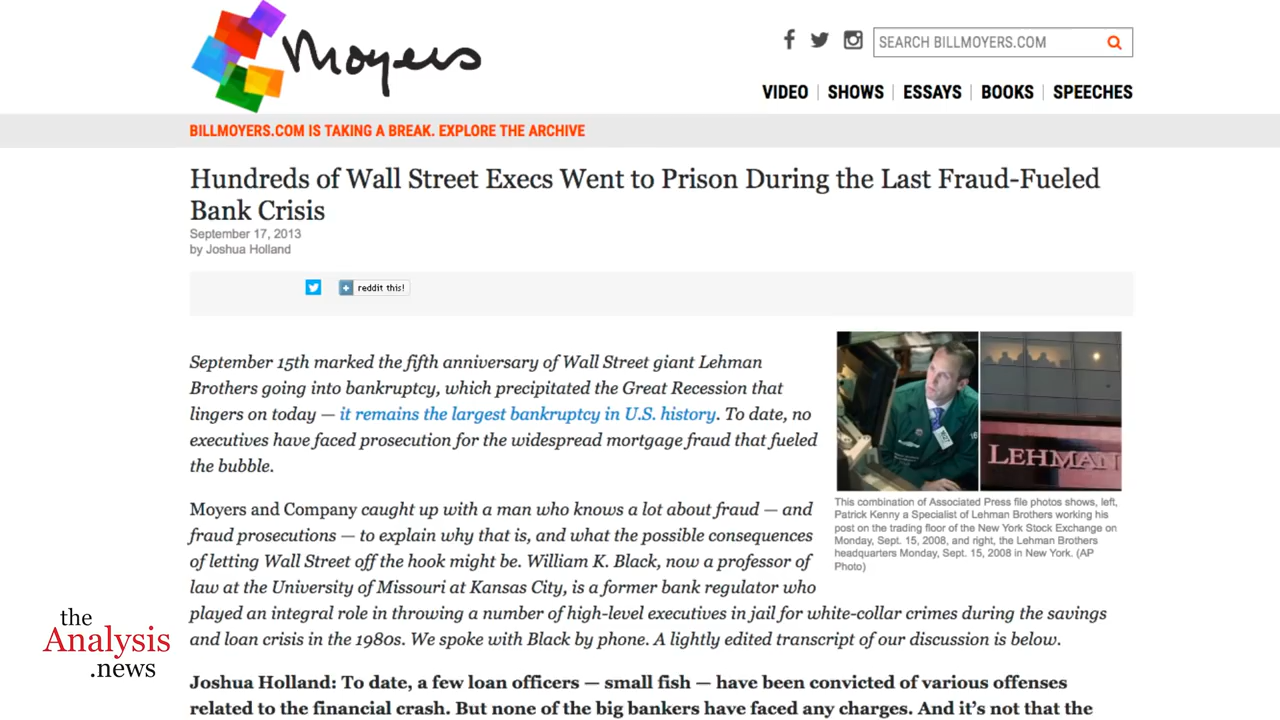 Moyers
SEARCH BILLMOYERS.COM
VIDEO | SHOWS | ESSAYS | BOOKS | SPEECHES
BILLMOYERS.COM IS TAKING A BREAK. EXPLORE THE ARCHIVE
Hundreds of Wall Street Execs Went to Prison During the Last Fraud-Fueled
Bank Crisis
September 17, 2013
by Joshua Holland
reddit this!
September 15th marked the fifth anniversary of Wall Street giant Lehman
Brothers going into bankruptcy, which precipitated the Great Recession that
lingers on today — it remains the largest bankruptcy in U.S. history. To date, no
executives have faced prosecution for the widespread mortgage fraud that fueled
the bubble.
LEHMAN
This combination of Associated Press file photos shows, left,
Patrick Kenny a Specialist of Lehman Brothers working his
post on the trading floor of the New York Stock Exchange on
Monday, Sept. 15, 2008, and right, the Lehman Brothers
headquarters Monday, Sept. 15, 2008 in New York. (AP
Photo)
Moyers and Company caught up with a man who knows a lot about fraud — and
fraud prosecutions — to explain why that is, and what the possible consequences
of letting Wall Street off the hook might be. William K. Black, now a professor of
law at the University of Missouri at Kansas City, is a former bank regulator who
played an integral role in throwing a number of high-level executives in jail for white-collar crimes during the savings
and loan crisis in the 1980s. We spoke with Black by phone. A lightly edited transcript of our discussion is below.
Joshua Holland: To date, a few loan officers — small fish — have been convicted of various offenses
related to the financial crash. But none of the big bankers have faced any charges. And it's not that the
the
Analysis
.news